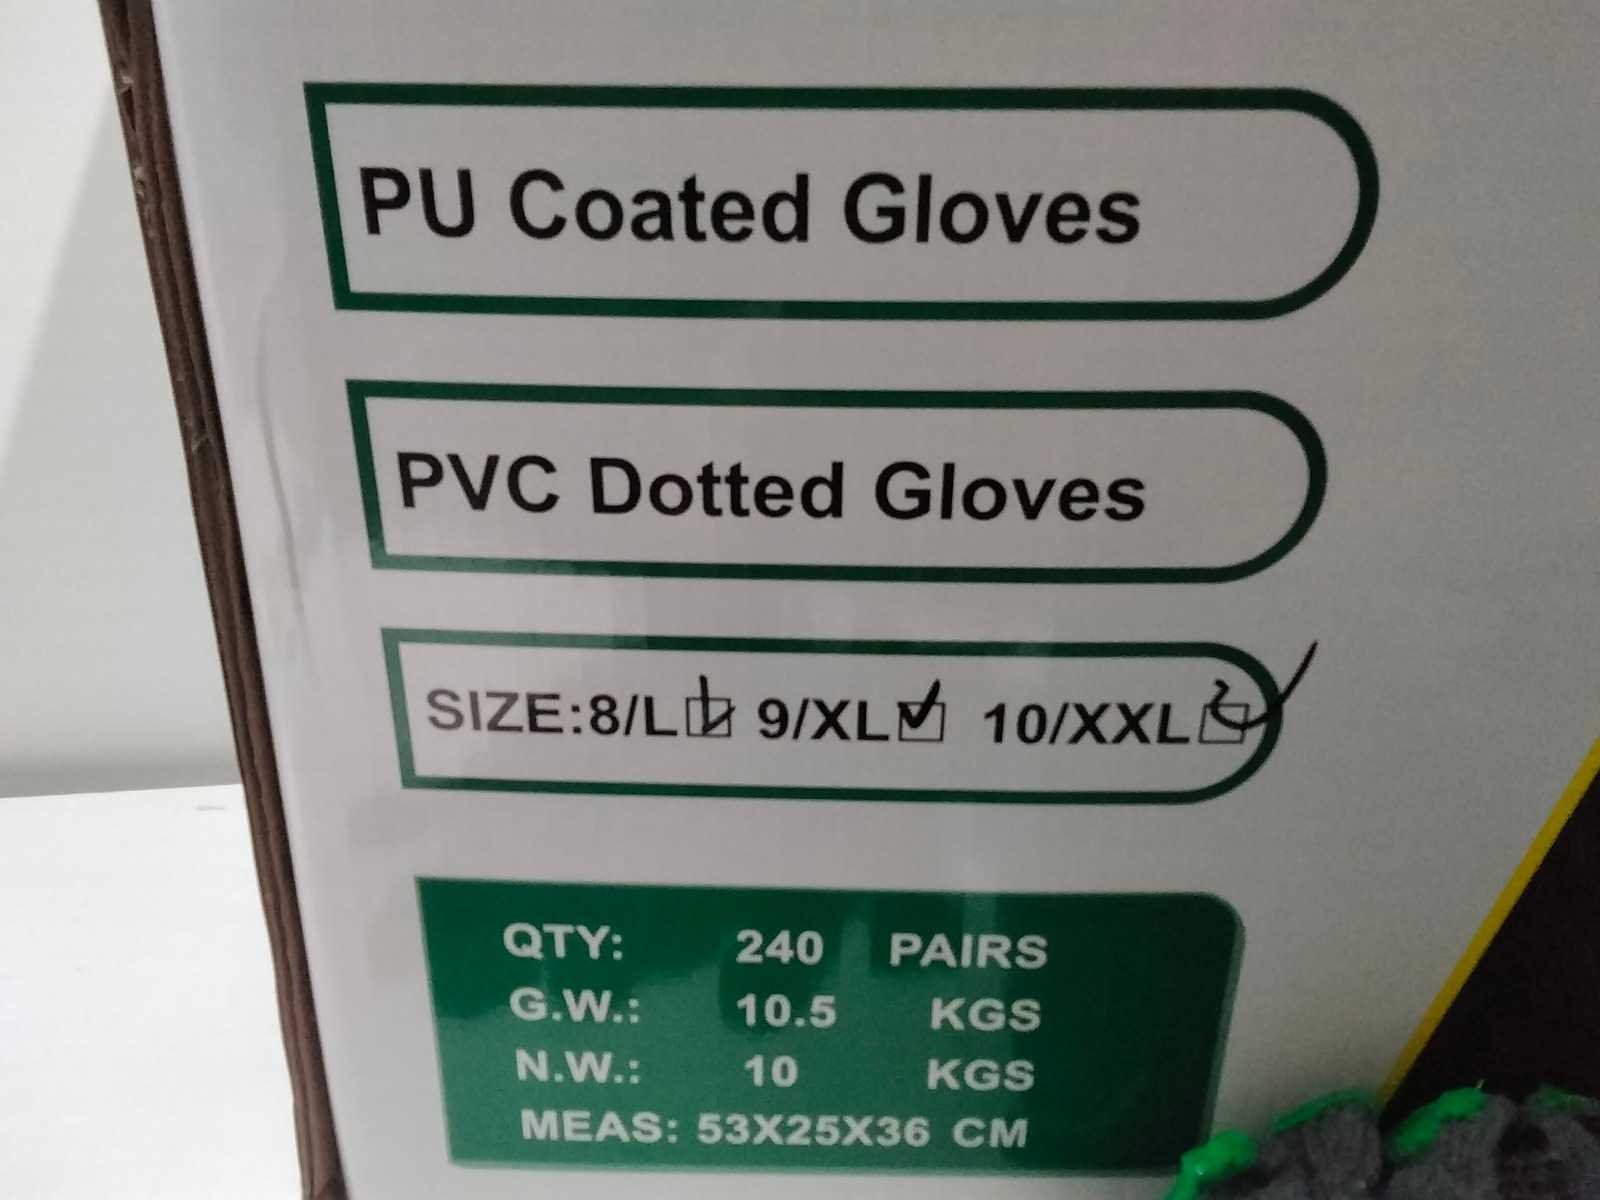 PU Coated Gloves
PVC Dotted Gloves
SIZE:8/L☑ 9/XL☑ 10/XXL☑
QTY: 240 PAIRS
G.W.: 10.5 KGS
N.W.: 10 KGS
MEAS: 53X25X36 CM